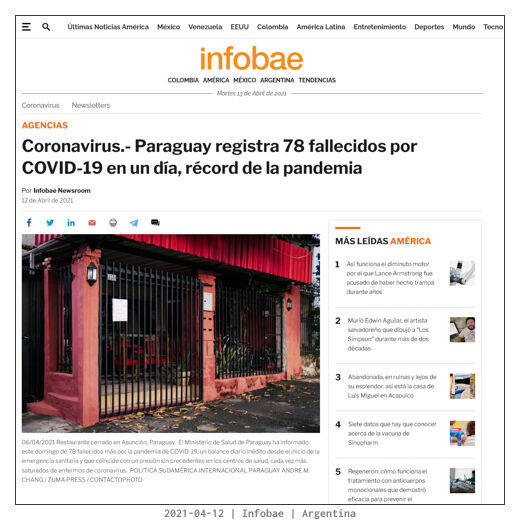 Últimas Noticias América México Venezuela EEUU Colombia América Latina Entretenimiento Deportes Mundo Tecno
infobae
COLOMBIA AMÉRICA MÉXICO ARGENTINA TENDENCIAS
Martes 13 de Abril de 2021
Coronavirus Newsletters
AGENCIAS
Coronavirus.- Paraguay registra 78 fallecidos por
COVID-19 en un día, récord de la pandemia
Por Infobae Newsroom
12 de Abril de 2021
06/04/2021 Restaurante cerrado en Asunción, Paraguay. El Ministerio de Salud de Paraguay ha informado
este domingo de 78 fallecidos más por la pandemia de COVID-19, un balance diario inédito desde el inicio de la
emergencia sanitaria y que coincide con un presión sin precedentes en los centros de salud, cada vez más
saturados de enfermos de coronavirus. POLITICA SUDAMÉRICA INTERNACIONAL PARAGUAY ANDRE M.
CHANG / ZUMA PRESS / CONTACTOPHOTO
MÁS LEÍDAS AMÉRICA
1 Así funciona el diminuto motor
por el que Lance Armstrong fue
acusado de haber hecho trampa
durante años
2 Murió Edwin Aguilar, el artista
salvadoreño que dibujó a "Los
Simpson" durante más de dos
décadas
3 Abandonada, en ruinas y lejos de
su esplendor: así está la casa de
Luis Miguel en Acapulco
4 Siete datos que hay que conocer
acerca de la vacuna de
Sinopharm
5 Regeneron: cómo funciona el
tratamiento con anticuerpos
monoclonales que demostró
eficacia para prevenir el
2021-04-12 | Infobae | Argentina